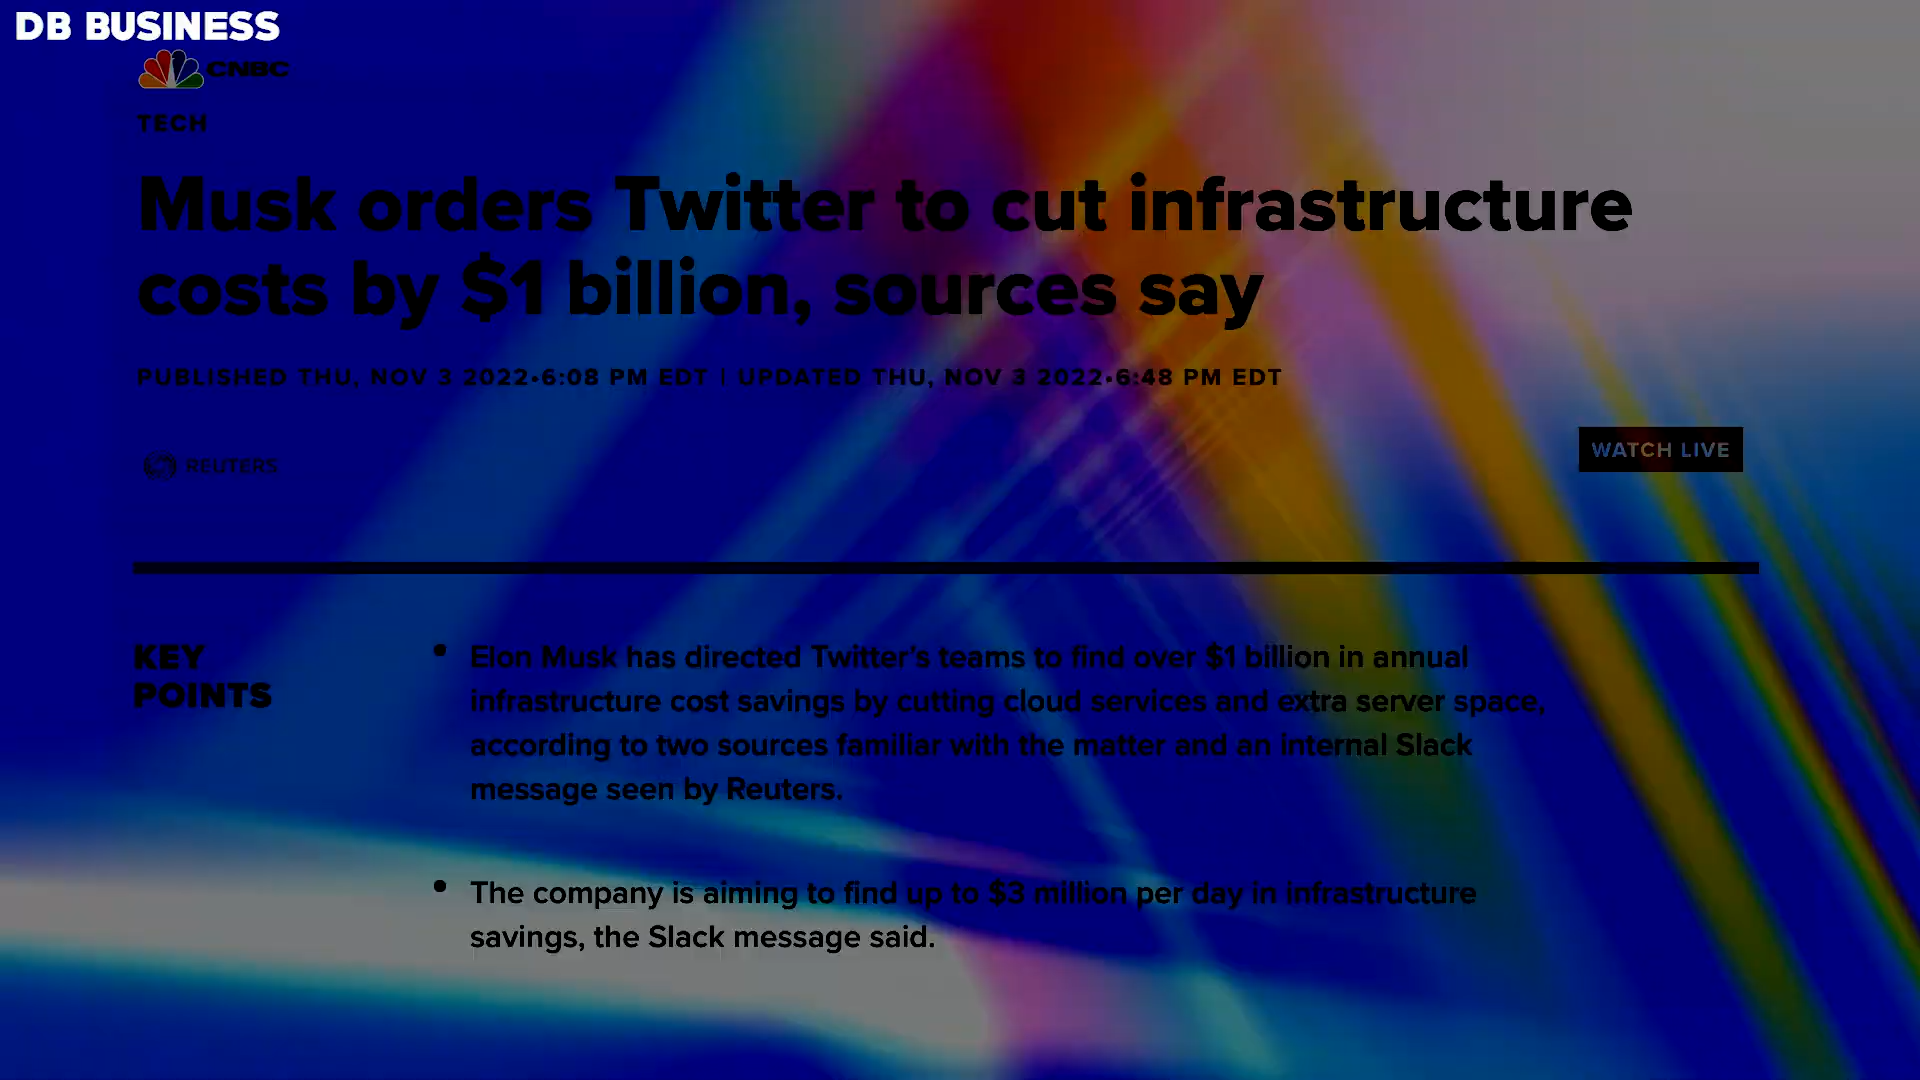 DB BUSINESS
CNBC
TECH
Musk orders Twitter to cut infrastructure
costs by $1 billion, sources say
PUBLISHED THU, NOV 3 2022•6:08 PM EDT | UPDATED THU, NOV 3 2022•6:48 PM EDT
REUTERS
WATCH LIVE
KEY
POINTS
• Elon Musk has directed Twitter's teams to find over $1 billion in annual
infrastructure cost savings by cutting cloud services and extra server space,
according to two sources familiar with the matter and an internal Slack
message seen by Reuters.
• The company is aiming to find up to $3 million per day in infrastructure
savings, the Slack message said.